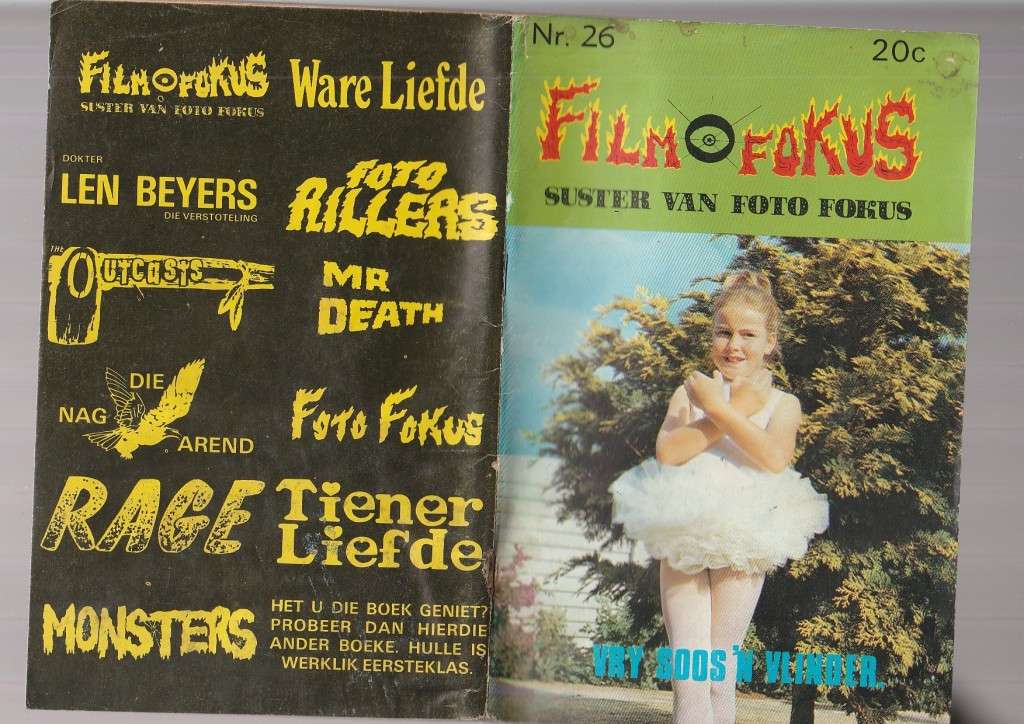 FILM FOKUS
SUSTER VAN FOTO FOKUS
Ware Liefde
DOKTER
LEN BEYERS
DIE VERSTOTELING
FOTO
RILLERS
THE
OUTCASTS
MR
DEATH
DIE
NAG
AREND
FOTO FOKUS
RAGE
Tiener
Liefde
MONSTERS
HET U DIE BOEK GENIET?
PROBEER DAN HIERDIE
ANDER BOEKE. HULLE IS
WERKLIK EERSTEKLAS.
Nr. 26
20c
FILM FOKUS
SUSTER VAN FOTO FOKUS
VRY SOOS 'N VLINDER..